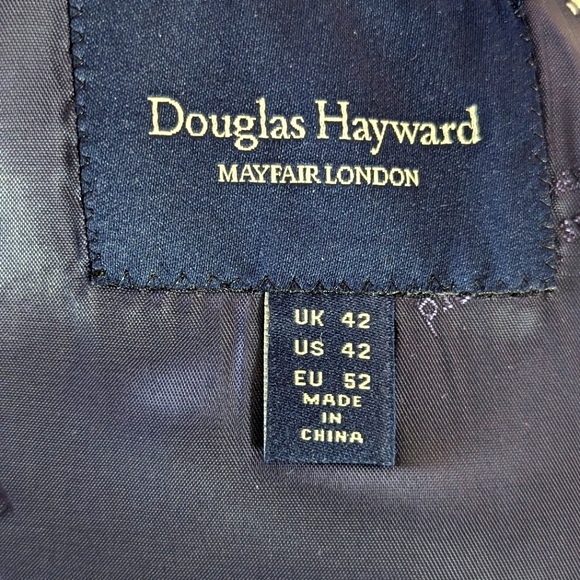 Douglas Hayward
MAYFAIR LONDON
UK 42
US 42
EU 52
MADE
IN
CHINA